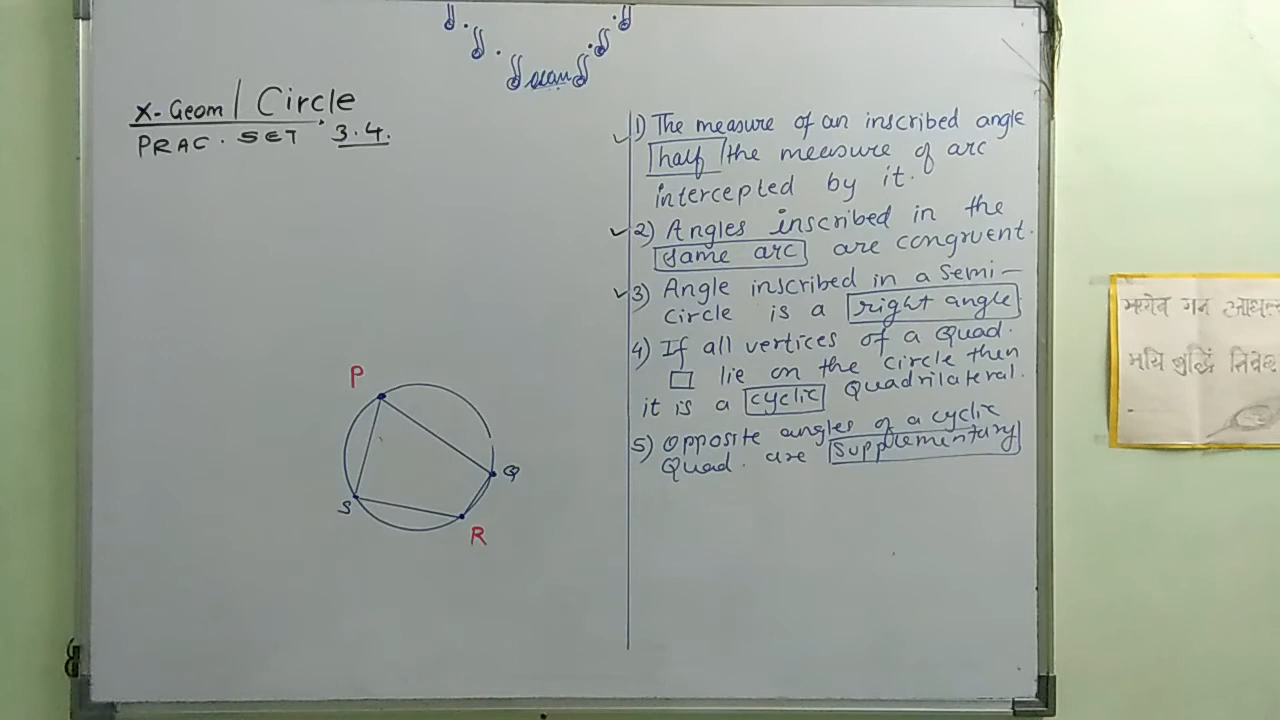 X-Geom | Circle
PRAC. SET 3.4.
1) The measure of an inscribed angle
half the measure of arc
intercepted by it.
2) Angles inscribed in the
same arc are congruent.
3) Angle inscribed in a Semi-
circle is a right angle
4) If all vertices of a Quad.
□ lie on the circle then
it is a cyclic Quadrilateral.
5) Opposite angles of a cyclic
Quad. are Supplementary
P
Q
S
R